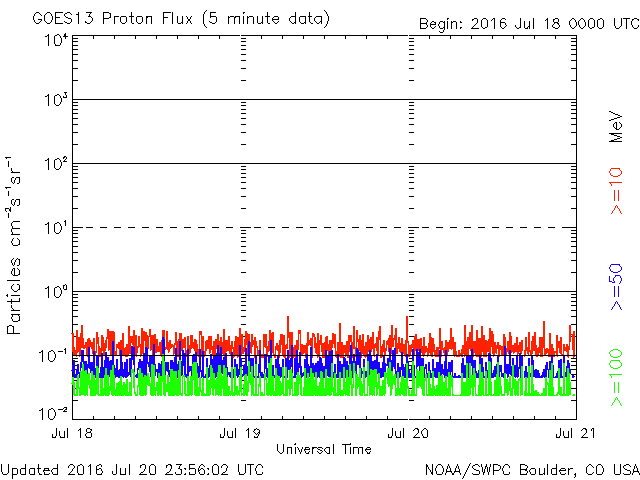 GOES13 Proton Flux (5 minute data)
Begin: 2016 Jul 18 0000 UTC
Particles cm⁻²s⁻¹sr⁻¹
10⁴
10³
10²
10¹
10⁰
10⁻¹
10⁻²
Jul 18 Jul 19 Jul 20 Jul 21
Universal Time
MeV
>=10
>=50
>=100
Updated 2016 Jul 20 23:56:02 UTC
NOAA/SWPC Boulder, CO USA